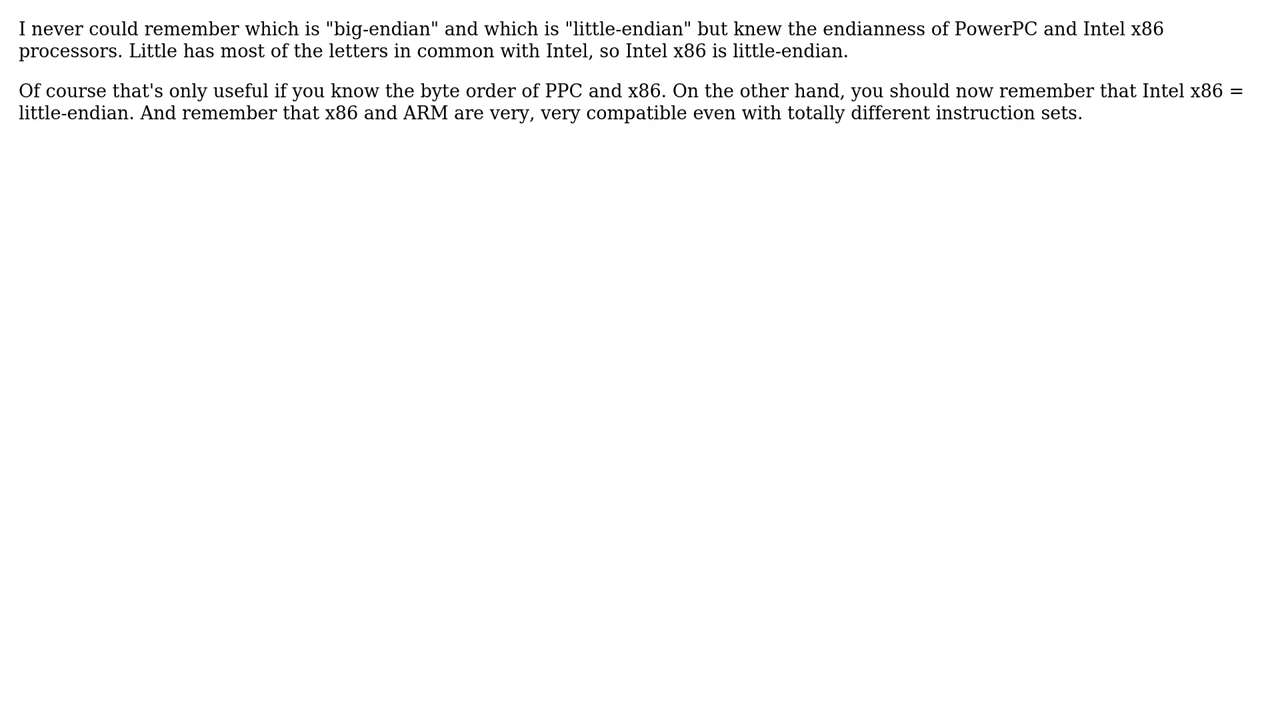 I never could remember which is "big-endian" and which is "little-endian" but knew the endianness of PowerPC and Intel x86
processors. Little has most of the letters in common with Intel, so Intel x86 is little-endian.
Of course that's only useful if you know the byte order of PPC and x86. On the other hand, you should now remember that Intel x86 =
little-endian. And remember that x86 and ARM are very, very compatible even with totally different instruction sets.